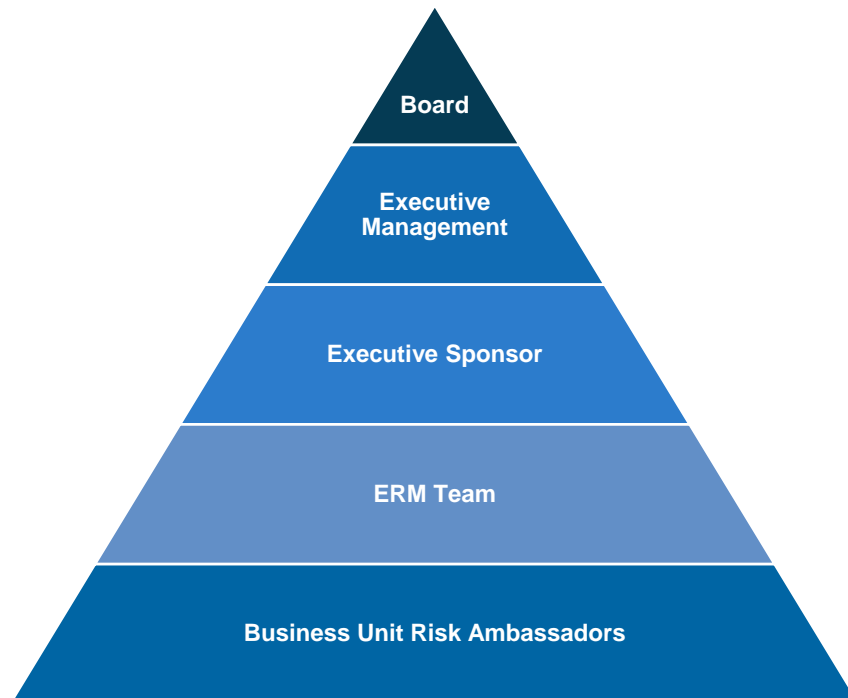 Board
Executive
Management
Executive Sponsor
ERM Team
Business Unit Risk Ambassadors